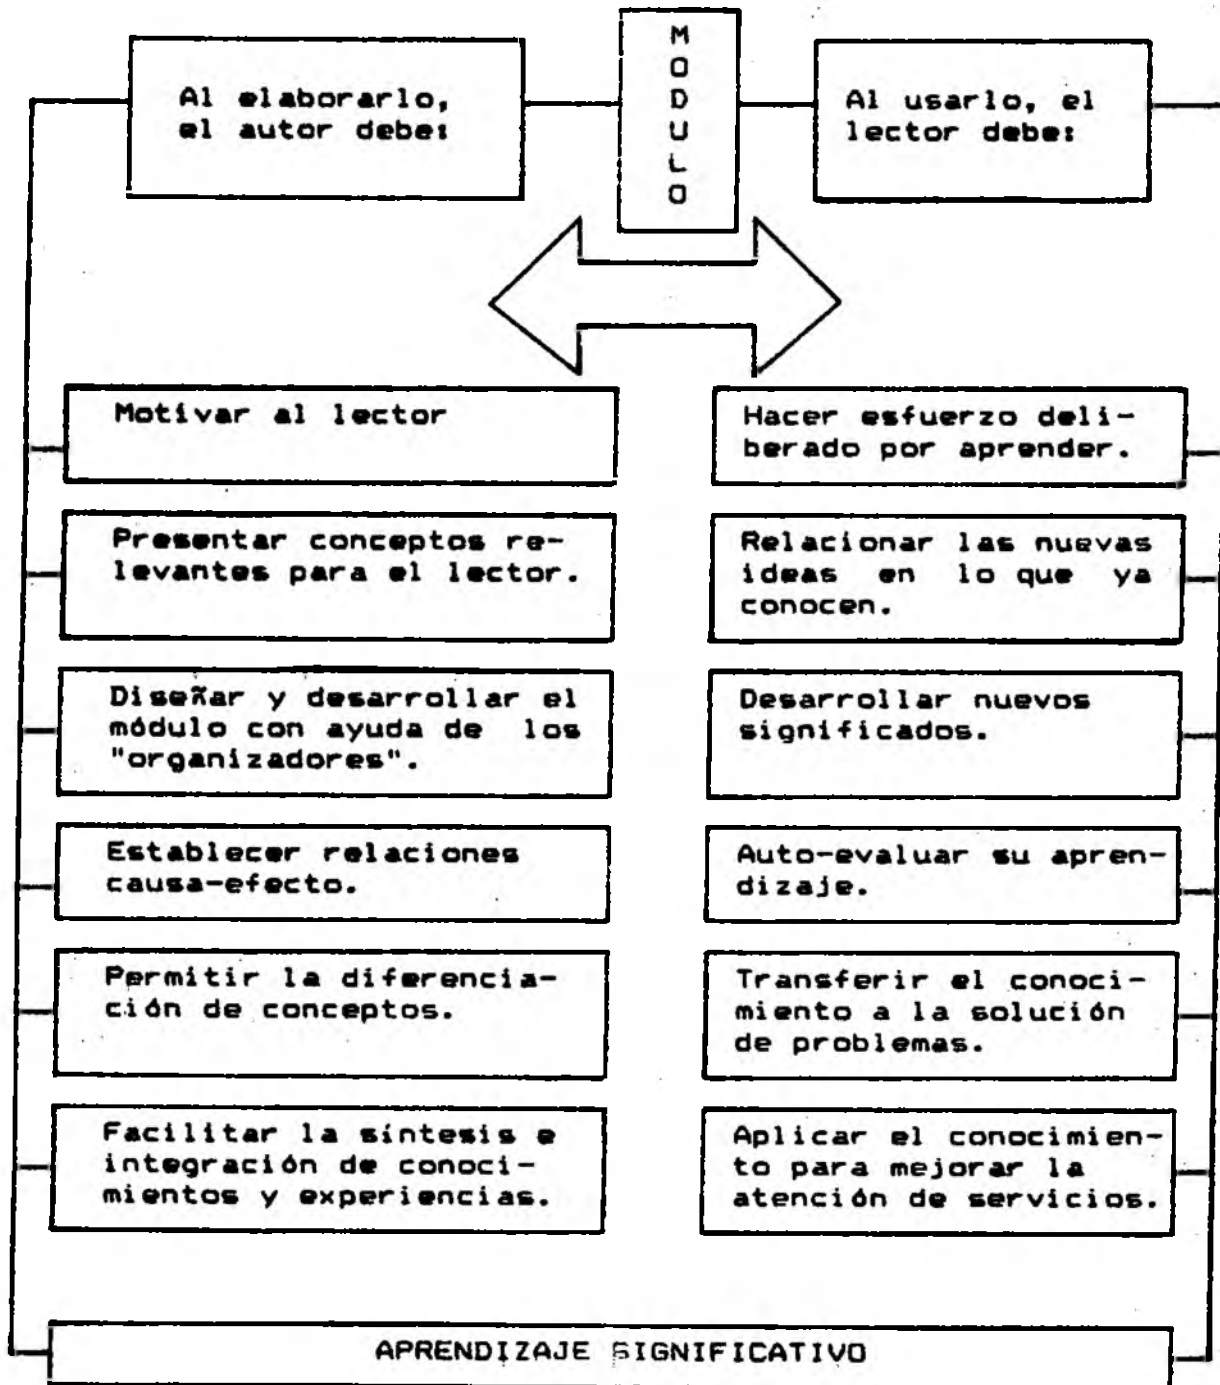 Al elaborarlo,
el autor debe:
M
O
D
U
L
O
Al usarlo, el
lector debe:
Motivar al lector
Presentar conceptos re-
levantes para el lector.
Diseñar y desarrollar el
módulo con ayuda de los
"organizadores".
Establecer relaciones
causa-efecto.
Permitir la diferencia-
ción de conceptos.
Facilitar la síntesis e
integración de conoci-
mientos y experiencias.
Hacer esfuerzo deli-
berado por aprender.
Relacionar las nuevas
ideas en lo que ya
conocen.
Desarrollar nuevos
significados.
Auto-evaluar su apren-
dizaje.
Transferir el conoci-
miento a la solución
de problemas.
Aplicar el conocimien-
to para mejorar la
atención de servicios.
APRENDIZAJE SIGNIFICATIVO